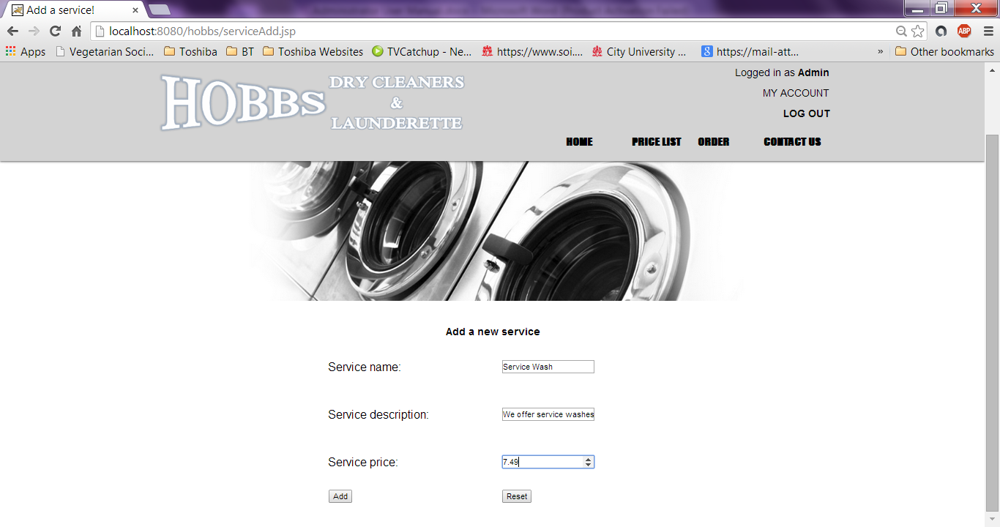 Add a service!
localhost:8080/hobbs/serviceAdd.jsp
ABP
Apps Vegetarian Soci... Toshiba BT Toshiba Websites TVCatchup - Ne... https://www.soi.... City University ... https://mail-att... » Other bookmarks
HOBBS DRY CLEANERS
&
LAUNDERETTE
Logged in as Admin
MY ACCOUNT
LOG OUT
HOME PRICE LIST ORDER CONTACT US
Add a new service
Service name: Service Wash
Service description: We offer service washes
Service price: 7.49
Add Reset